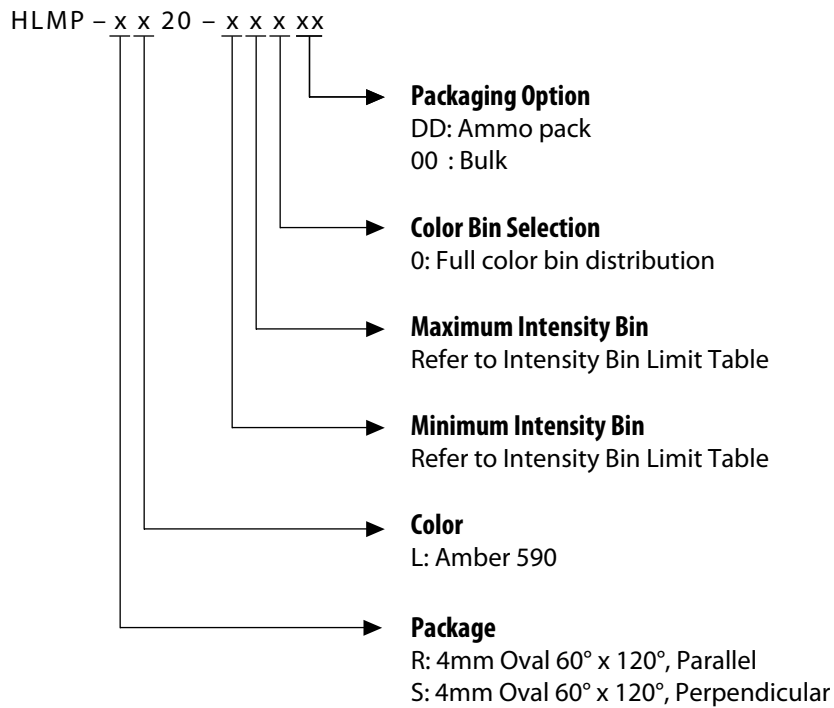 HLMP – x x 20 – x x x xx
Packaging Option
DD: Ammo pack
00 : Bulk
Color Bin Selection
0: Full color bin distribution
Maximum Intensity Bin
Refer to Intensity Bin Limit Table
Minimum Intensity Bin
Refer to Intensity Bin Limit Table
Color
L: Amber 590
Package
R: 4mm Oval 60° x 120°, Parallel
S: 4mm Oval 60° x 120°, Perpendicular